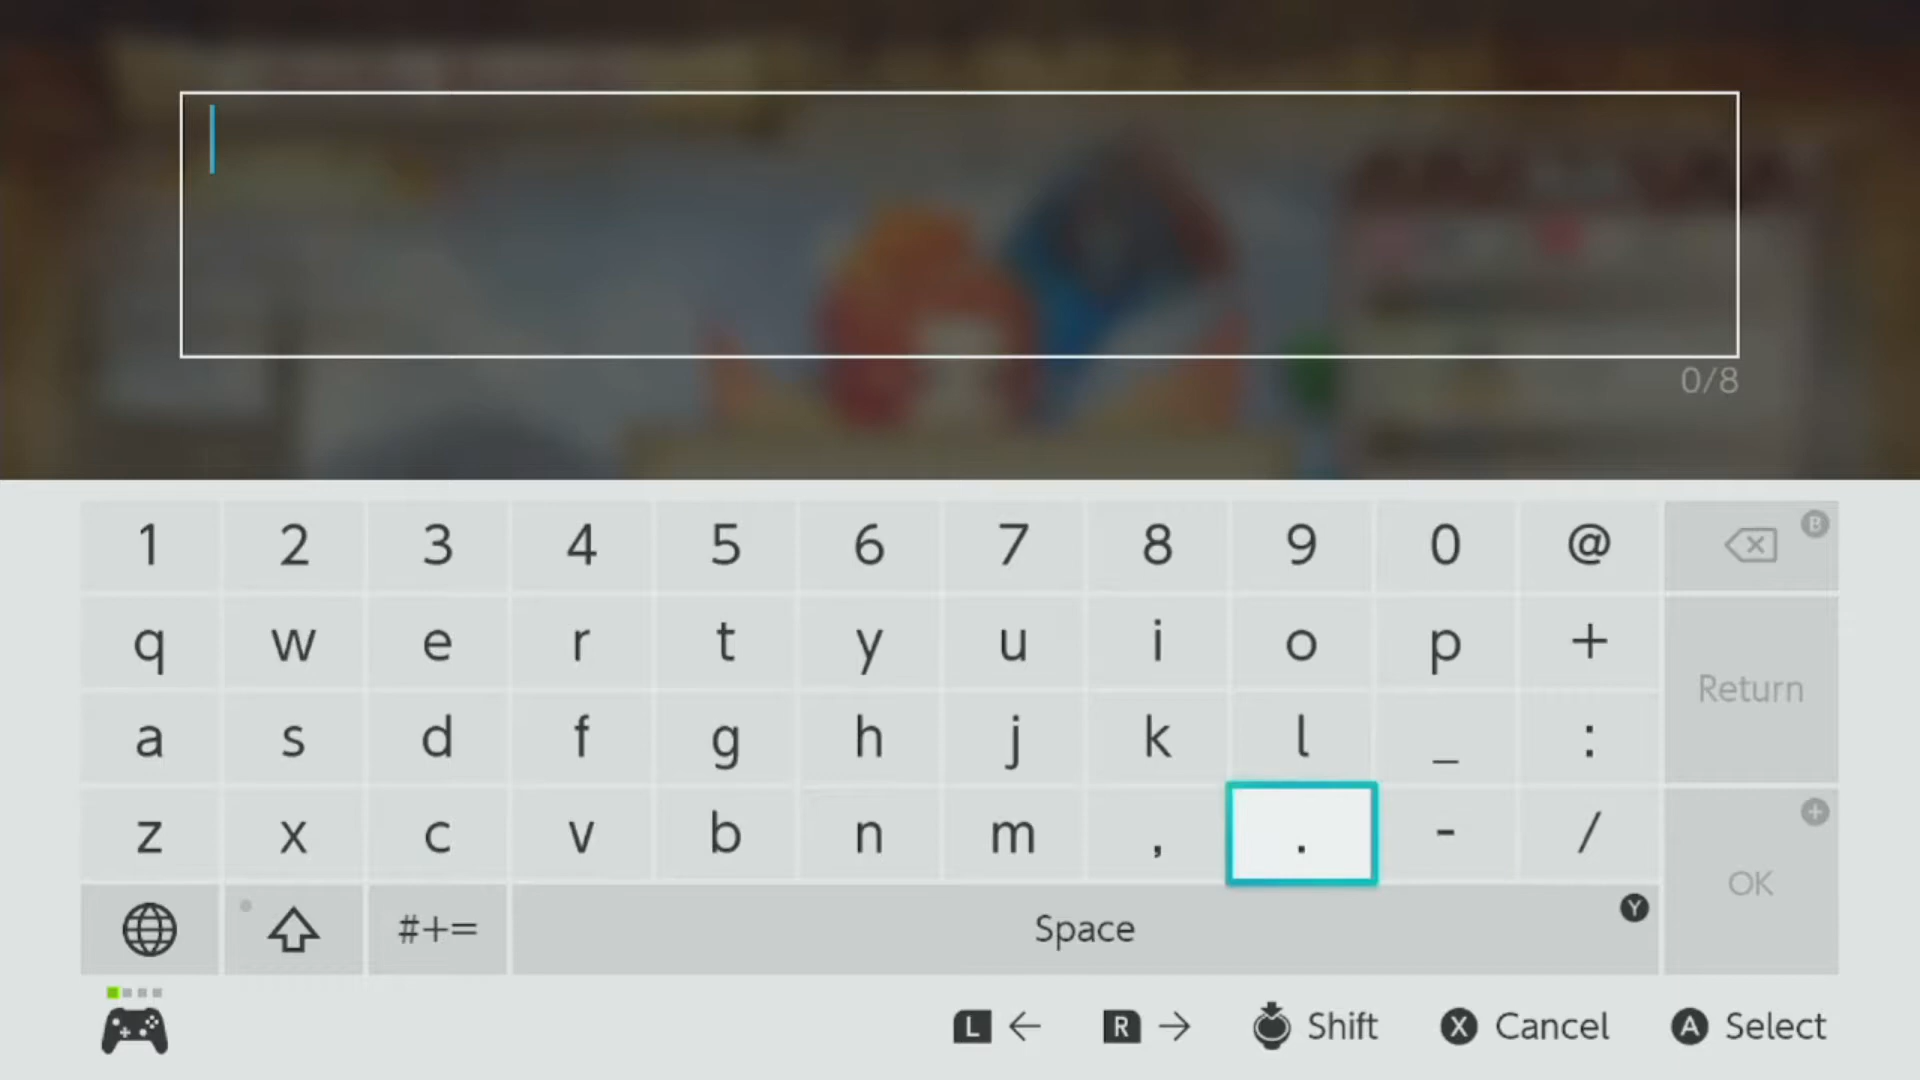 0/8
1 2 3 4 5 6 7 8 9 0 @ B
q w e r t y u i o p + Return
a s d f g h j k l _ :
z x c v b n m , . - / OK +
#+= Space Y
L ← R → Shift X Cancel A Select